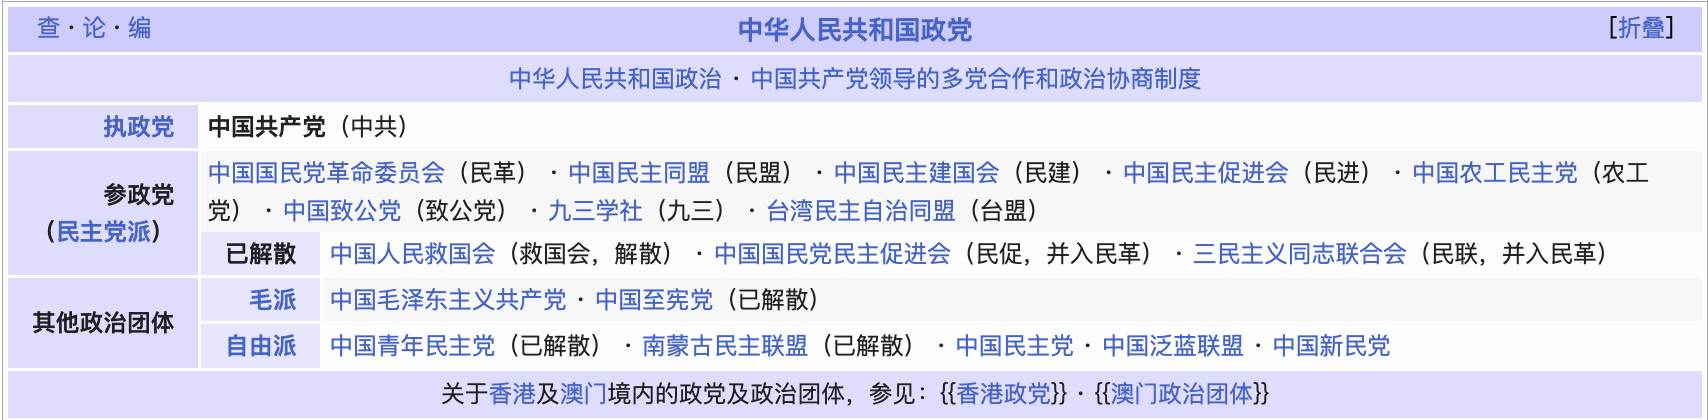 查 · 论 · 编
中华人民共和国政党
[折叠]
中华人民共和国政治 · 中国共产党领导的多党合作和政治协商制度
执政党
中国共产党（中共）
参政党
（民主党派）
中国国民党革命委员会（民革） · 中国民主同盟（民盟） · 中国民主建国会（民建） · 中国民主促进会（民进） · 中国农工民主党（农工
党） · 中国致公党（致公党） · 九三学社（九三） · 台湾民主自治同盟（台盟）
已解散
中国人民救国会（救国会，解散） · 中国国民党民主促进会（民促，并入民革） · 三民主义同志联合会（民联，并入民革）
其他政治团体
毛派
中国毛泽东主义共产党 · 中国至宪党（已解散）
自由派
中国青年民主党（已解散） · 南蒙古民主联盟（已解散） · 中国民主党 · 中国泛蓝联盟 · 中国新民党
关于香港及澳门境内的政党及政治团体，参见：{{香港政党}} · {{澳门政治团体}}